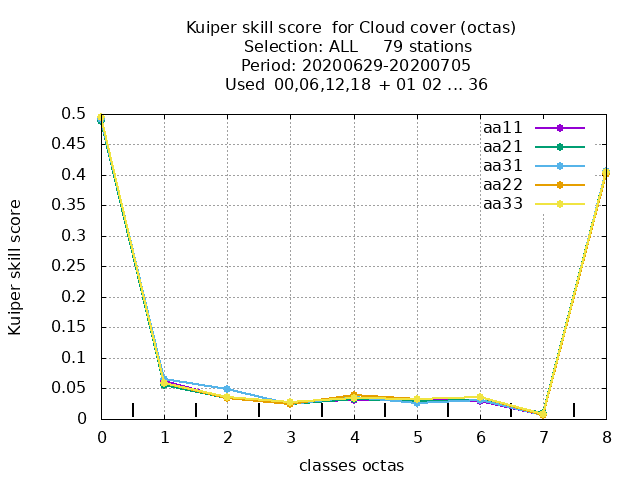 Kuiper skill score  for Cloud cover (octas)
Selection: ALL     79 stations
Period: 20200629-20200705
Used  00,06,12,18 + 01 02 ... 36
0.5
0.45
0.4
0.35
0.3
0.25
0.2
0.15
0.1
0.05
0
Kuiper skill score
aa11
aa21
aa31
aa22
aa33
0 1 2 3 4 5 6 7 8
classes octas